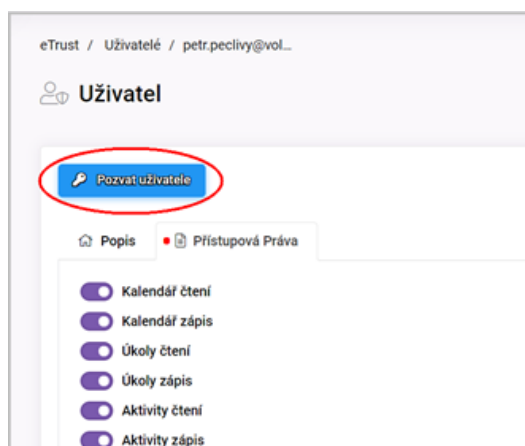 eTrust / Uživatelé / petr.peclivy@vol...
Uživatel
Pozvat uživatele
Popis
Přístupová Práva
Kalendář čtení
Kalendář zápis
Úkoly čtení
Úkoly zápis
Aktivity čtení
Aktivity zápis